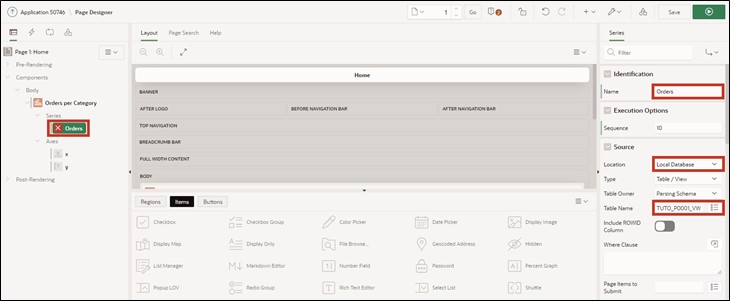 Application 50746 \ Page Designer
1
Go
2
Save
Page 1: Home
Pre-Rendering
Components
Body
Orders per Category
Series
Orders
Axes
x
y
Post-Rendering
Layout Page Search Help
Home
BANNER
AFTER LOGO BEFORE NAVIGATION BAR AFTER NAVIGATION BAR
TOP NAVIGATION
BREADCRUMB BAR
FULL WIDTH CONTENT
BODY
Regions Items Buttons
Checkbox Checkbox Group Color Picker Date Picker Display Image
Display Map Display Only File Browse... Geocoded Address Hidden
List Manager Markdown Editor Number Field Password Percent Graph
Popup LOV Radio Group Rich Text Editor Select List Shuffle
Series
Filter
Identification
Name Orders
Execution Options
Sequence 10
Source
Location Local Database
Type Table / View
Table Owner Parsing Schema
Table Name TUTO_P0001_VW
Include ROWID
Column
Where Clause
Page Items to
Submit